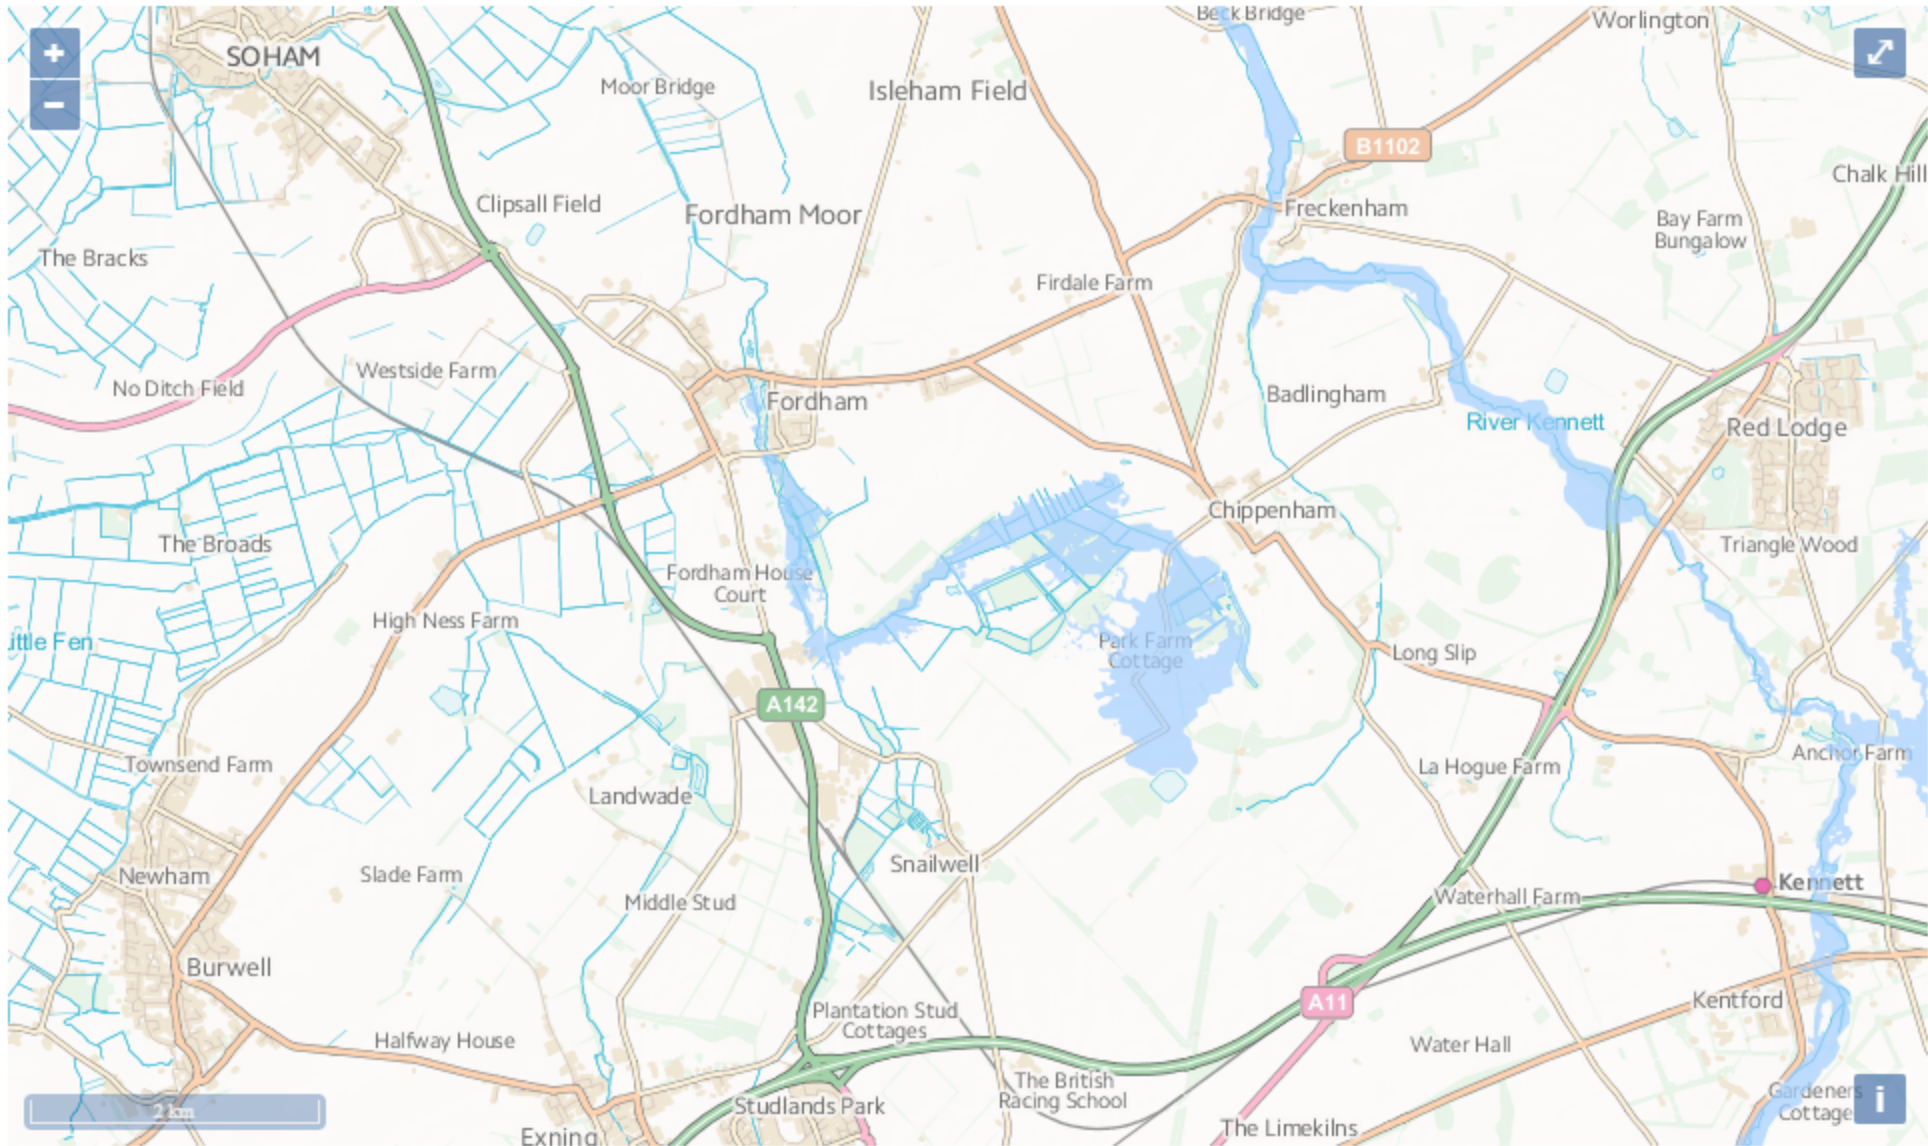 Beck Bridge
Worlington
+
SOHAM
Moor Bridge
Isleham Field
−
B1102
Chalk Hill
Clipsall Field
Fordham Moor
Freckenham
Bay Farm
Bungalow
The Bracks
Firdale Farm
Westside Farm
No Ditch Field
Fordham
Badlingham
River Kennett
Red Lodge
Chippenham
The Broads
Triangle Wood
Fordham House
Court
High Ness Farm
ittle Fen
Park Farm
Cottage
Long Slip
A142
Townsend Farm
Landwade
La Hogue Farm
Anchor Farm
Newham
Slade Farm
Snailwell
Middle Stud
Waterhall Farm
Kennett
Burwell
A11
Kentford
Plantation Stud
Cottages
Halfway House
Water Hall
The British
Racing School
Gardeners
Cottage
i
2 km
Studlands Park
Exning
The Limekilns